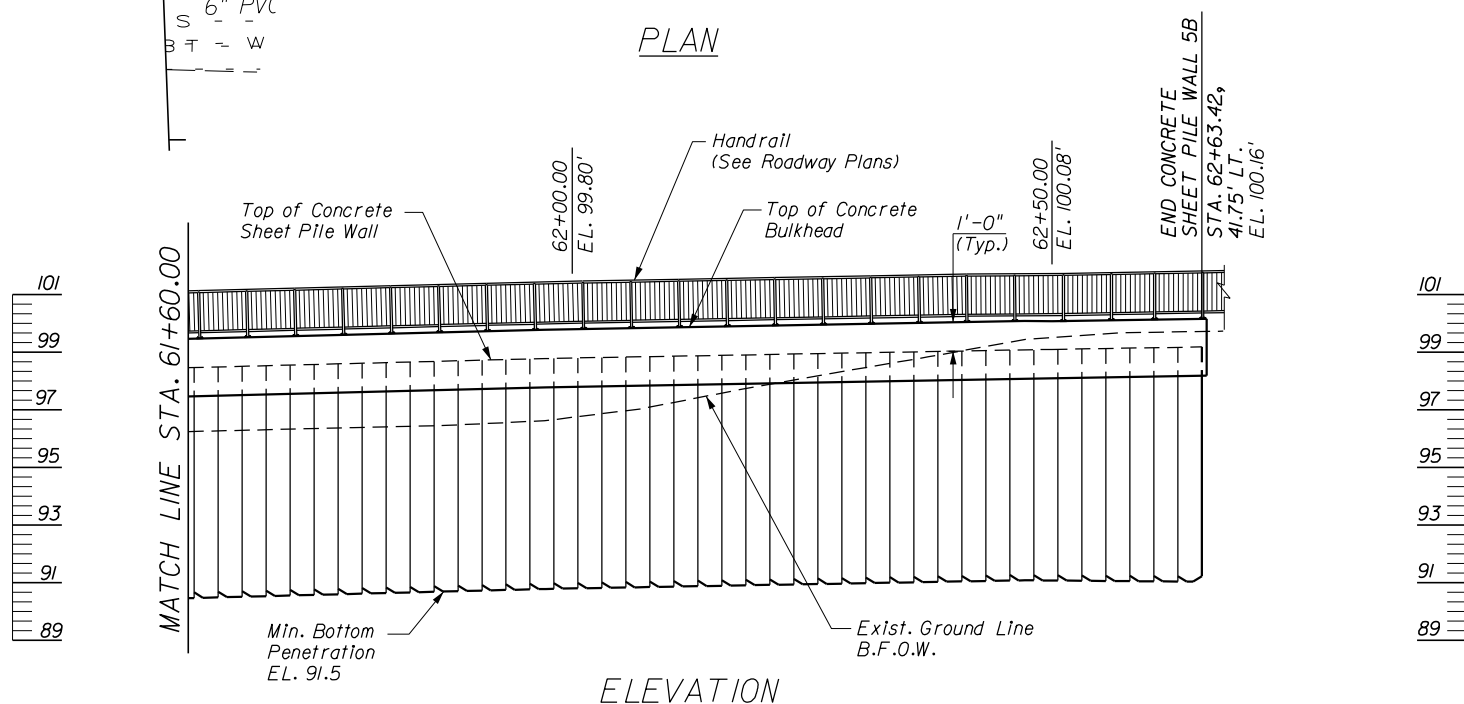 6" PVC
S - -
BT - W
PLAN
Handrail
(See Roadway Plans)
Top of Concrete
Sheet Pile Wall
62+00.00
EL. 99.80'
Top of Concrete
Bulkhead
1'-0"
(Typ.)
62+50.00
EL. 100.08'
END CONCRETE
SHEET PILE WALL 5B
STA. 62+63.42,
41.75' LT.
EL. 100.16'
MATCH LINE STA. 61+60.00
101
99
97
95
93
91
89
101
99
97
95
93
91
89
Min. Bottom
Penetration
EL. 91.5
Exist. Ground Line
B.F.O.W.
ELEVATION